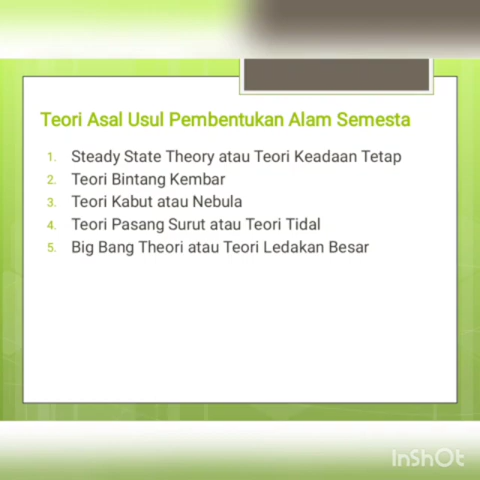 Teori Asal Usul Pembentukan Alam Semesta
1. Steady State Theory atau Teori Keadaan Tetap
2. Teori Bintang Kembar
3. Teori Kabut atau Nebula
4. Teori Pasang Surut atau Teori Tidal
5. Big Bang Theori atau Teori Ledakan Besar
InShOt